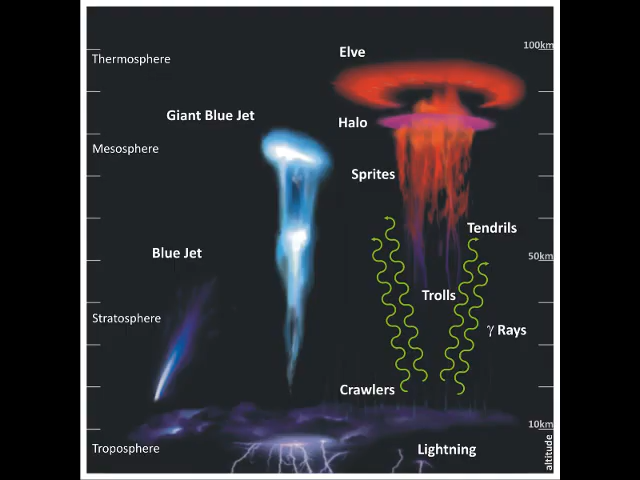 100km
Elve
Thermosphere
Giant Blue Jet
Halo
Mesosphere
Sprites
Tendrils
Blue Jet
50km
Trolls
Stratosphere
γ Rays
Crawlers
10km
Troposphere
Lightning
altitude